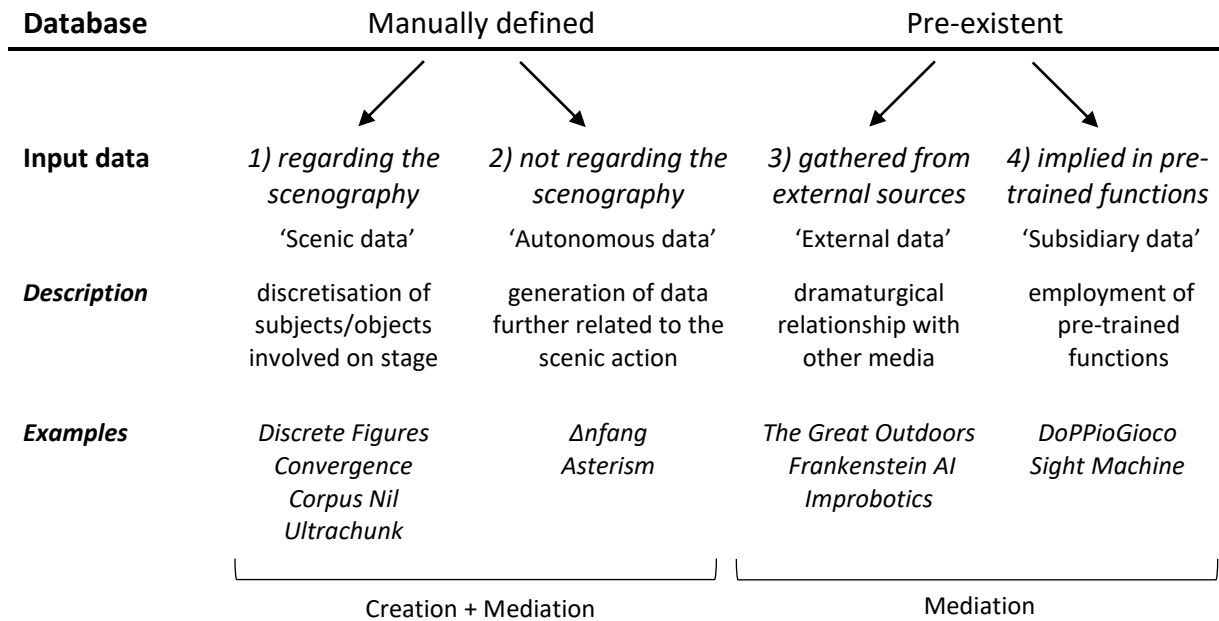 Database Manually defined Pre-existent
Input data 1) regarding the 2) not regarding the 3) gathered from 4) implied in pre-
scenography scenography external sources trained functions
‘Scenic data’ ‘Autonomous data’ ‘External data’ ‘Subsidiary data’
Description discretisation of generation of data dramaturgical employment of
subjects/objects further related to the relationship with pre-trained
involved on stage scenic action other media functions
Examples Discrete Figures Δnfang The Great Outdoors DoPPioGioco
Convergence Asterism Frankenstein AI Sight Machine
Corpus Nil Improbotics
Ultrachunk
Creation + Mediation Mediation